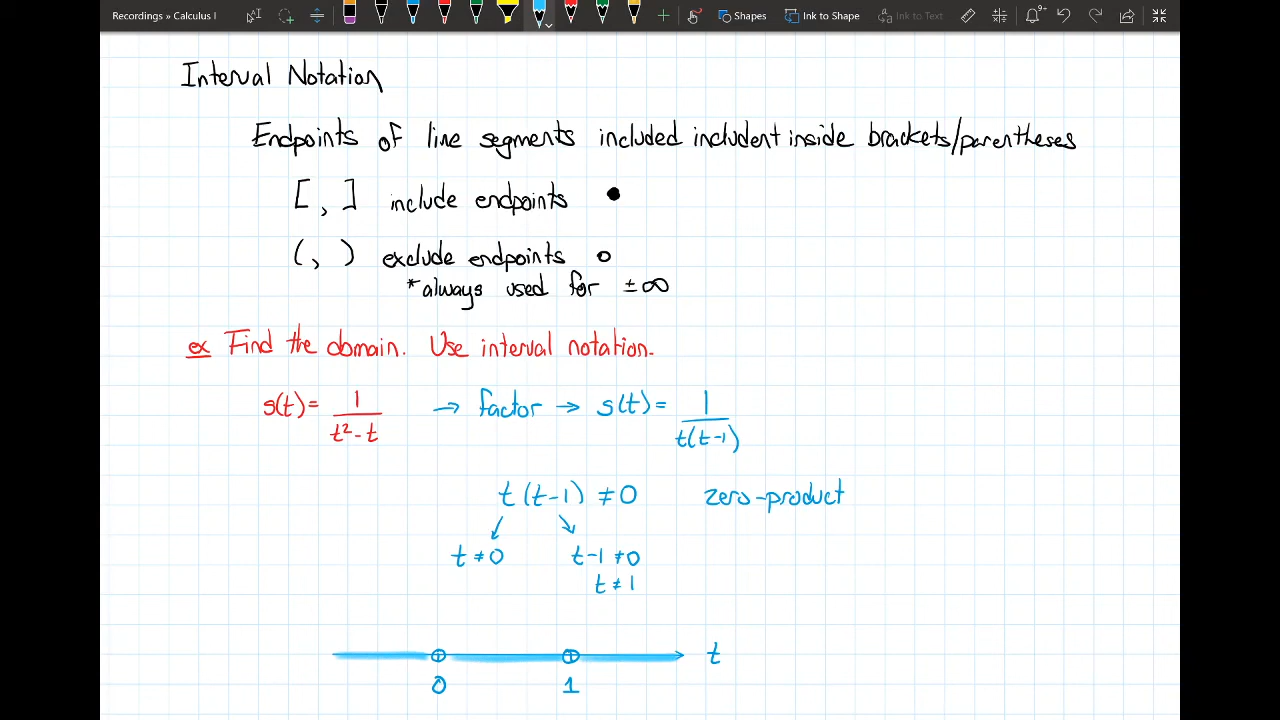 Recordings » Calculus I
Shapes
Ink to Shape
Ink to Text
9+
Interval Notation
Endpoints of line segments included includent inside brackets/parentheses
[ , ] include endpoints •
( , ) exclude endpoints o
*always used for ±∞
ex Find the domain. Use interval notation.
s(t) = 1/(t² - t) → factor → s(t) = 1/(t(t-1))
t(t-1) ≠ 0 zero-product
t ≠ 0 t-1 ≠ 0
t ≠ 1
t
0 1